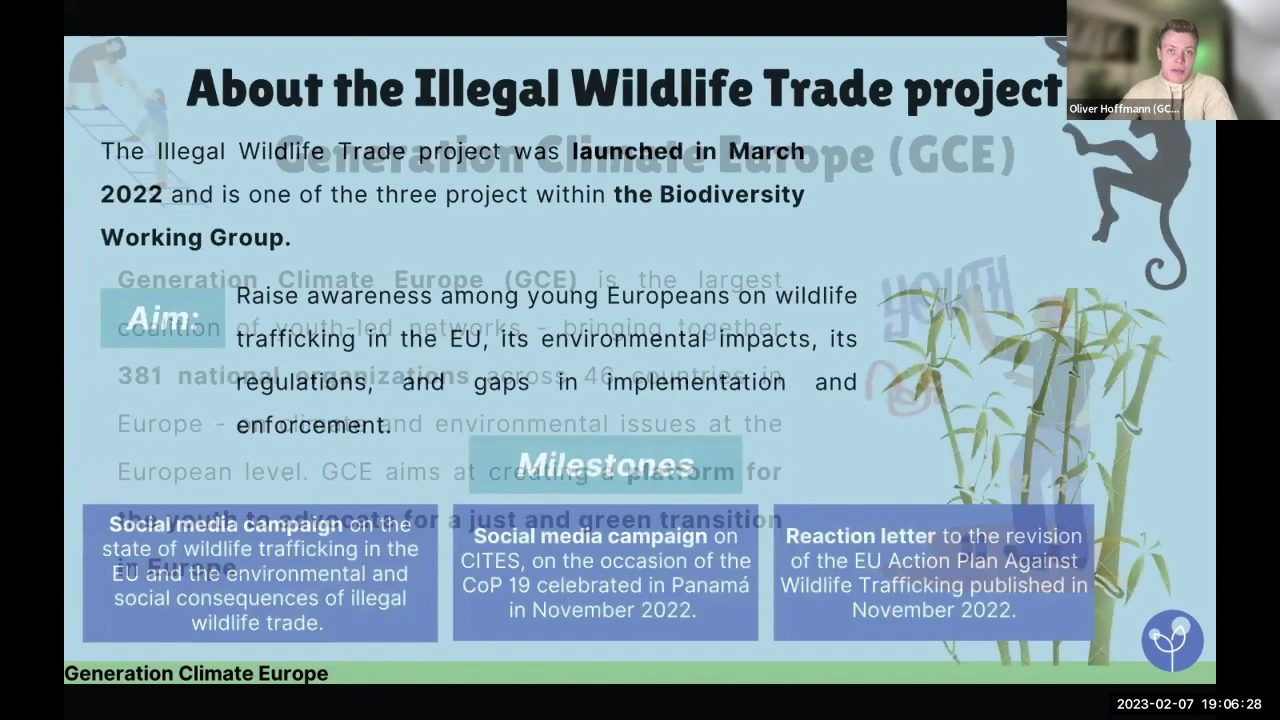 About the Illegal Wildlife Trade project
Oliver Hoffmann (GC...
Generation Climate Europe (GCE)
The Illegal Wildlife Trade project was launched in March
2022 and is one of the three project within the Biodiversity
Working Group.
Generation Climate Europe (GCE) is the largest
coalition of youth-led networks - bringing together
381 national organizations across 46 countries in
Europe - on climate and environmental issues at the
European level. GCE aims at creating a platform for
the youth to advocate for a just and green transition
in Europe.
YOUTH
Aim:
Raise awareness among young Europeans on wildlife
trafficking in the EU, its environmental impacts, its
regulations, and gaps in implementation and
enforcement.
Milestones
Social media campaign on the
state of wildlife trafficking in the
EU and the environmental and
social consequences of illegal
wildlife trade.
Social media campaign on
CITES, on the occasion of the
CoP 19 celebrated in Panamá
in November 2022.
Reaction letter to the revision
of the EU Action Plan Against
Wildlife Trafficking published in
November 2022.
Generation Climate Europe
2023-02-07 19:06:28